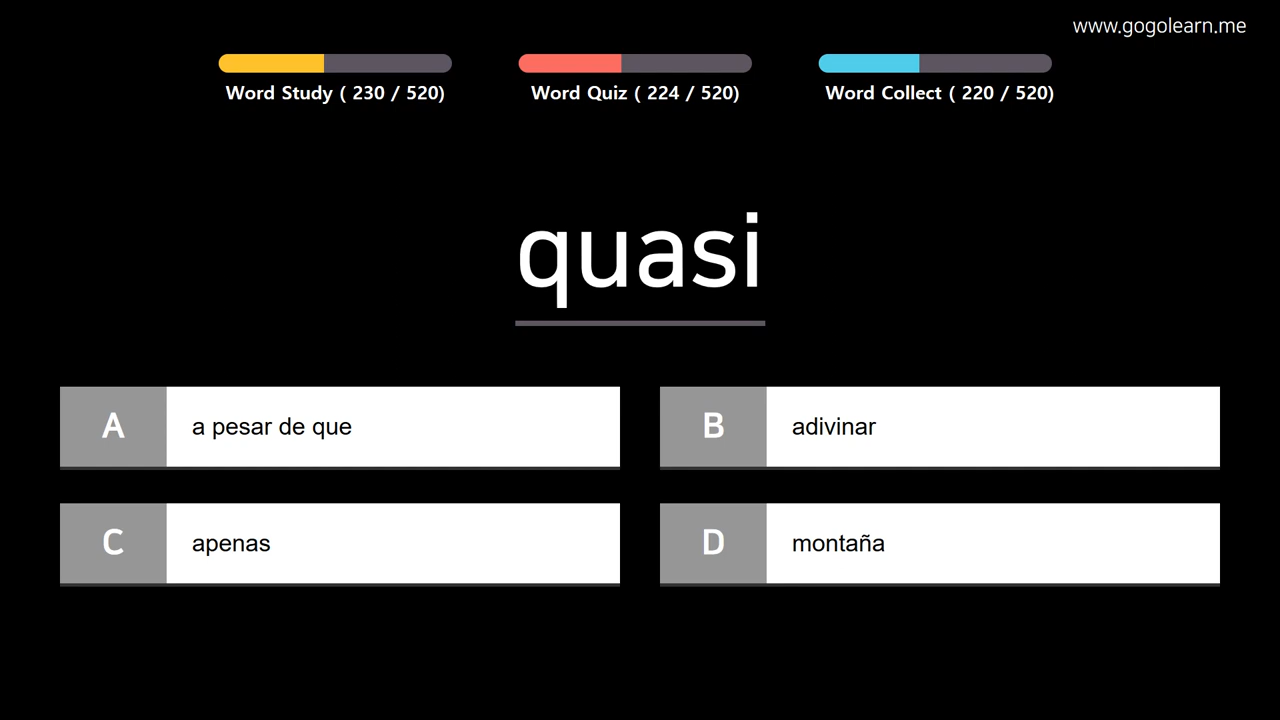 www.gogolearn.me
Word Study ( 230 / 520)
Word Quiz ( 224 / 520)
Word Collect ( 220 / 520)
quasi
A a pesar de que
B adivinar
C apenas
D montaña